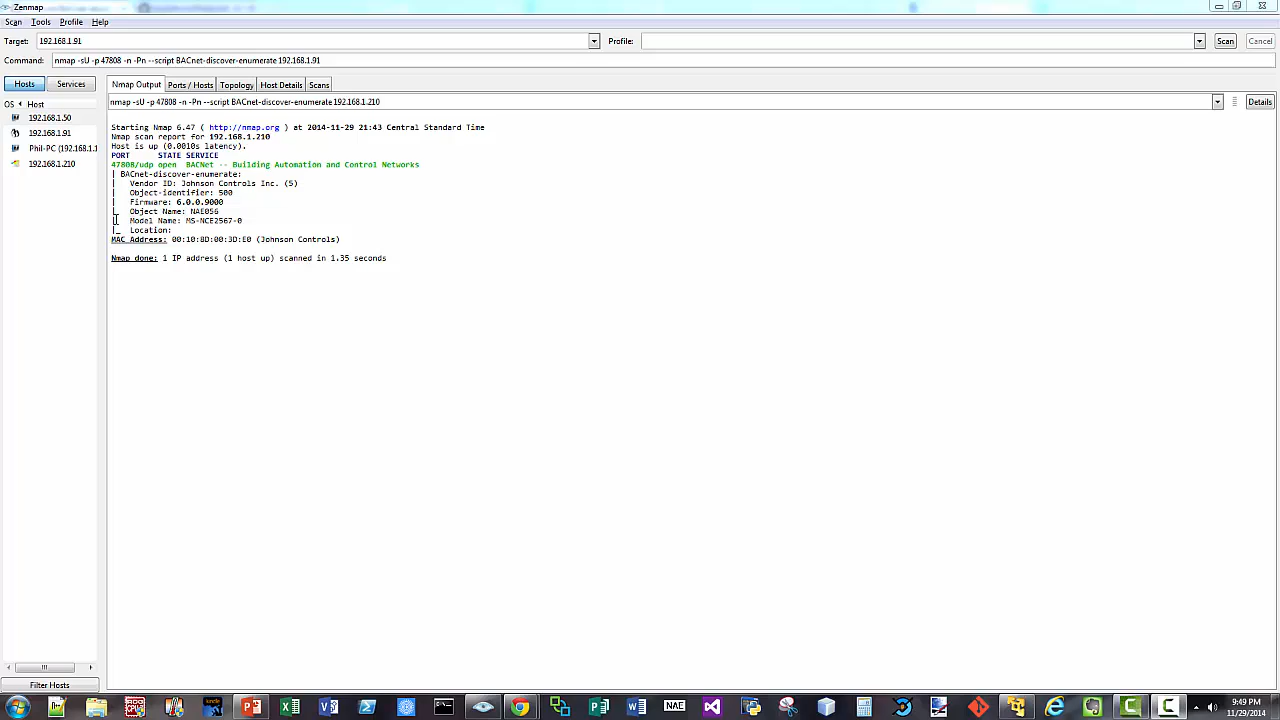 Zenmap
Scan Tools Profile Help
Target: 192.168.1.91 Profile: Scan Cancel
Command: nmap -sU -p 47808 -n -Pn --script BACnet-discover-enumerate 192.168.1.91
Hosts Services Nmap Output Ports / Hosts Topology Host Details Scans
OS Host
nmap -sU -p 47808 -n -Pn --script BACnet-discover-enumerate 192.168.1.210 Details
192.168.1.50
192.168.1.91
Phil-PC (192.168.1.1
192.168.1.210
Starting Nmap 6.47 ( http://nmap.org ) at 2014-11-29 21:43 Central Standard Time
Nmap scan report for 192.168.1.210
Host is up (0.0010s latency).
PORT STATE SERVICE
47808/udp open BACNet -- Building Automation and Control Networks
| BACnet-discover-enumerate:
| Vendor ID: Johnson Controls Inc. (5)
| Object-identifier: 500
| Firmware: 6.0.0.9000
| Object Name: NAE056
| Model Name: MS-NCE2567-0
|_ Location:
MAC Address: 00:10:8D:00:3D:E0 (Johnson Controls)
Nmap done: 1 IP address (1 host up) scanned in 1.35 seconds
Filter Hosts
NAE
9:49 PM
11/29/2014